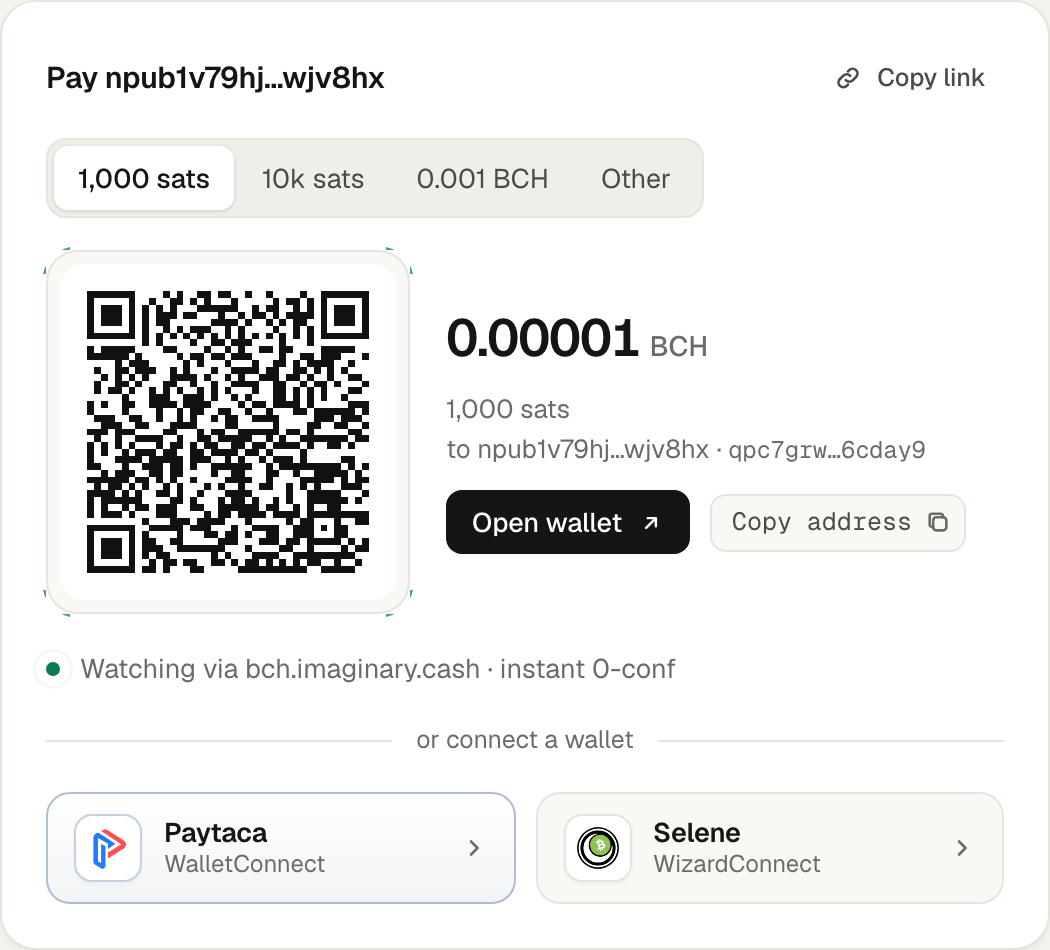 Pay npub1v79hj...wjv8hx
Copy link
1,000 sats
10k sats
0.001 BCH
Other
0.00001 BCH
1,000 sats
to npub1v79hj...wjv8hx · qpc7grw…6cday9
Open wallet
Copy address
Watching via bch.imaginary.cash · instant 0-conf
or connect a wallet
Paytaca
WalletConnect
Selene
WizardConnect